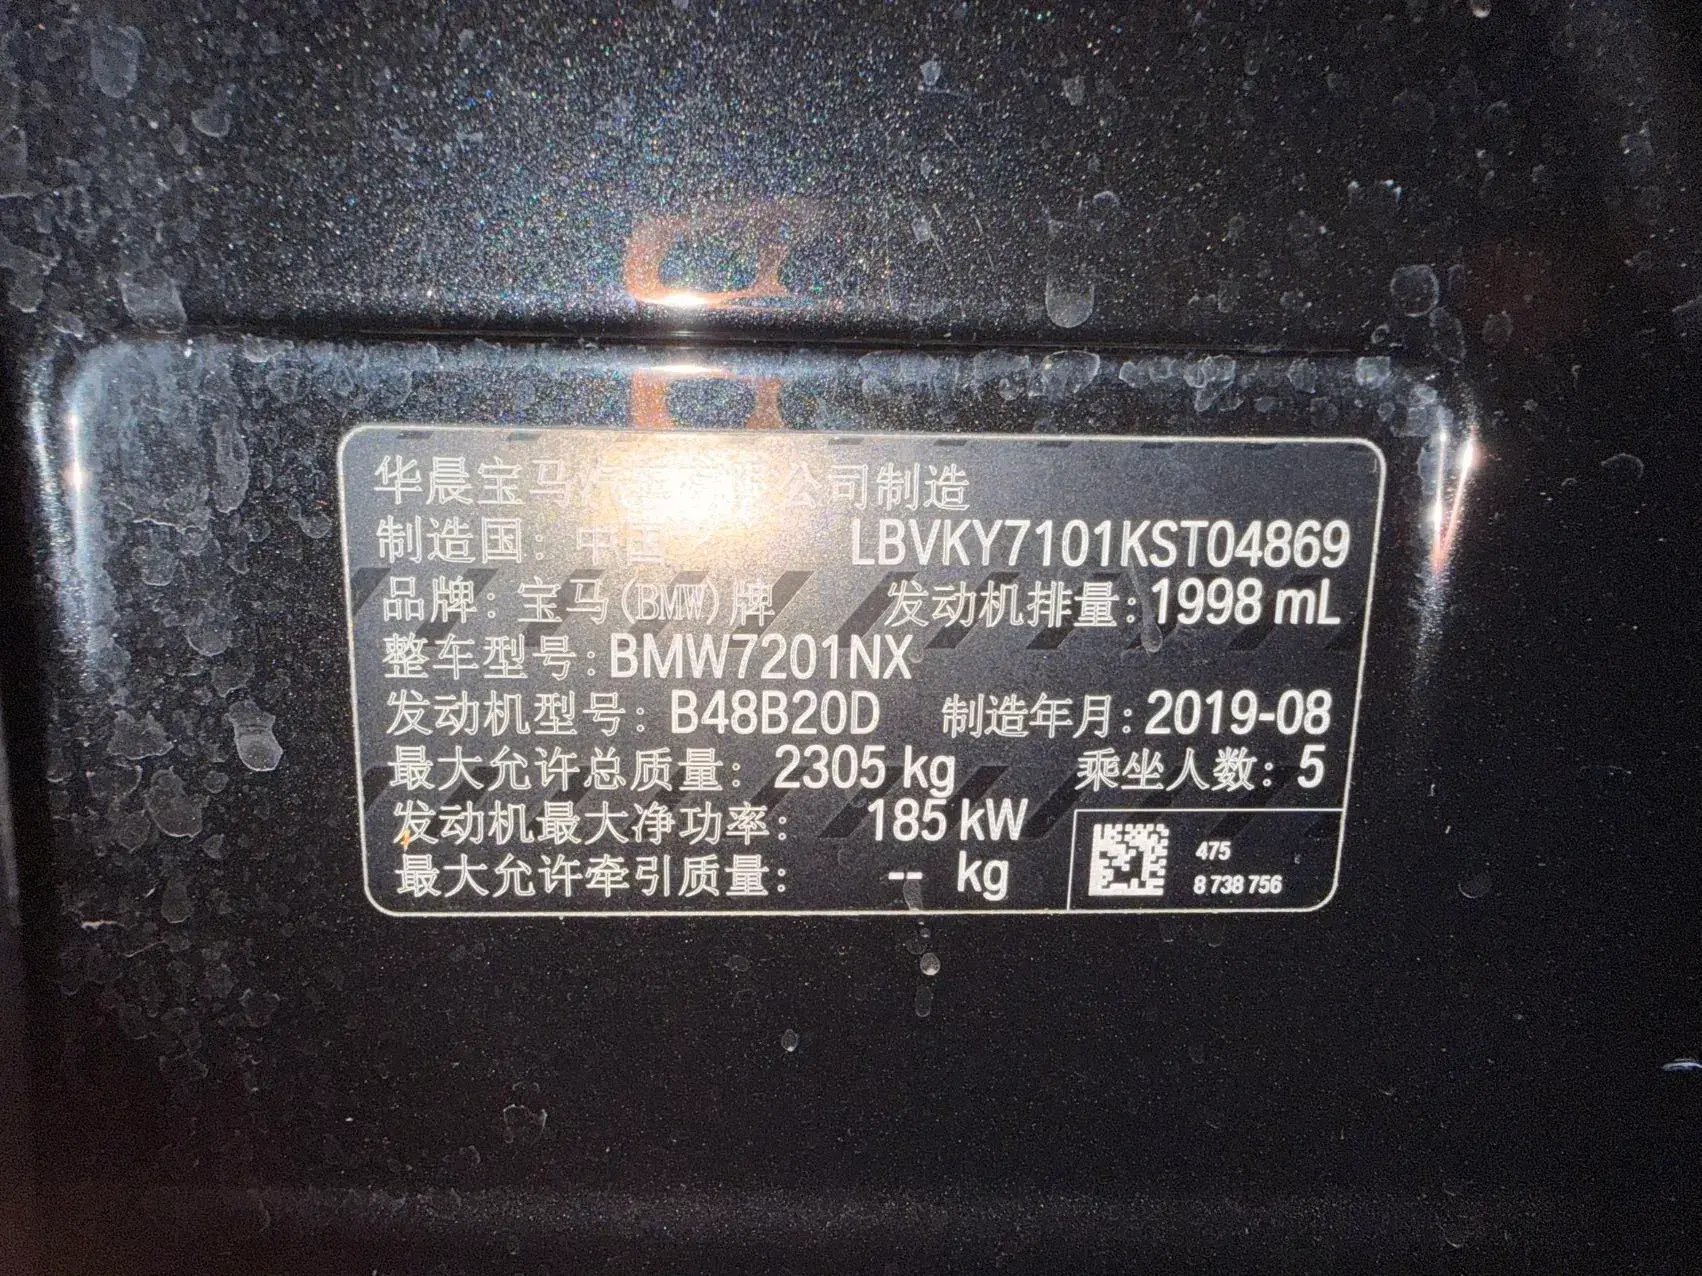 华晨宝马汽 公司制造
制造国：中国 LBVKY7101KST04869
品牌：宝马(BMW)牌 发动机排量：1998 mL
整车型号：BMW7201NX
发动机型号：B48B20D 制造年月：2019-08
最大允许总质量：2305 kg 乘坐人数：5
发动机最大净功率：185 kW
最大允许牵引质量：-- kg
475
8 738 756